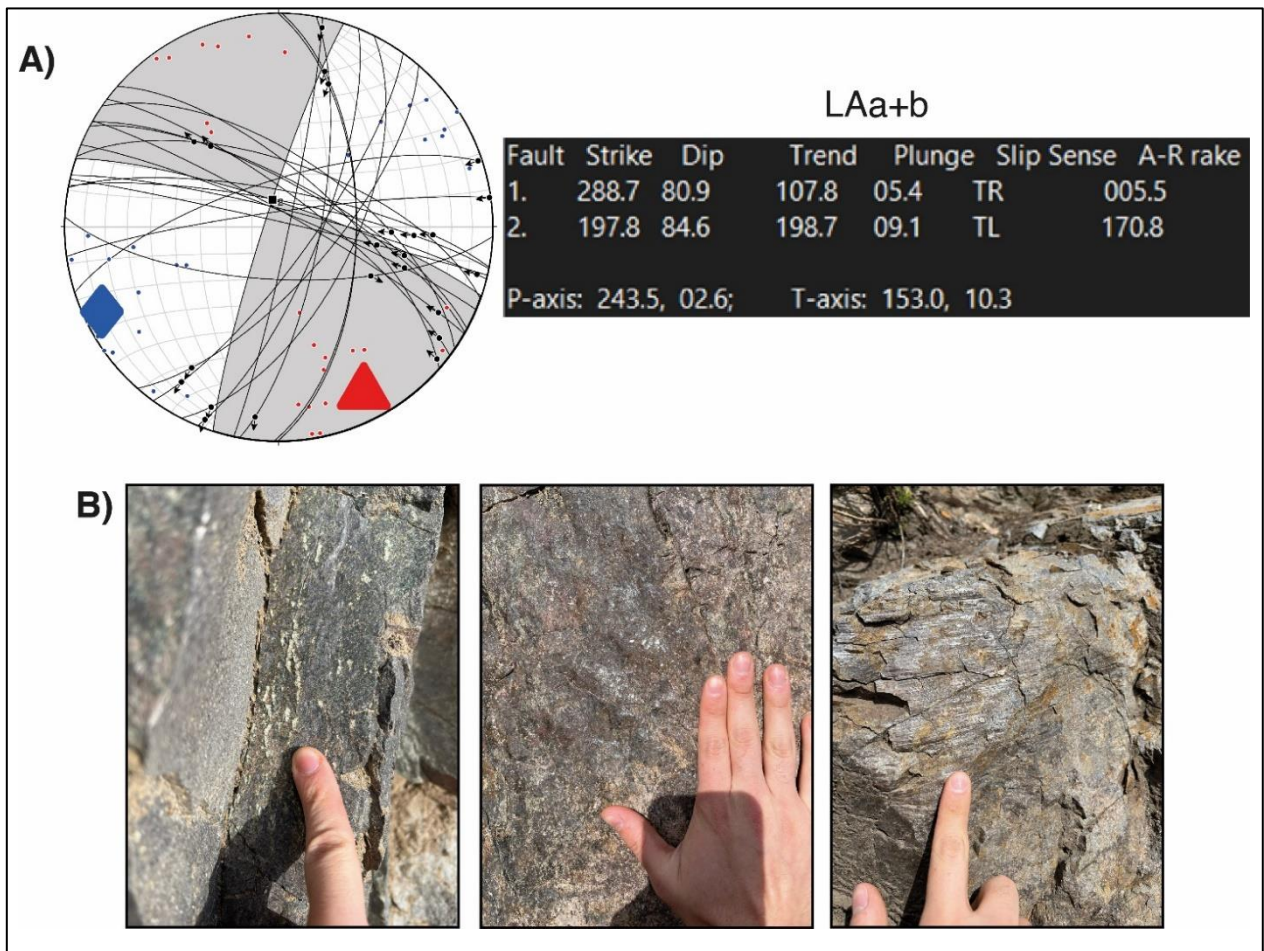 A)
LAa+b
Fault Strike Dip Trend Plunge Slip Sense A-R rake
1. 288.7 80.9 107.8 05.4 TR 005.5
2. 197.8 84.6 198.7 09.1 TL 170.8
P-axis: 243.5, 02.6; T-axis: 153.0, 10.3
B)